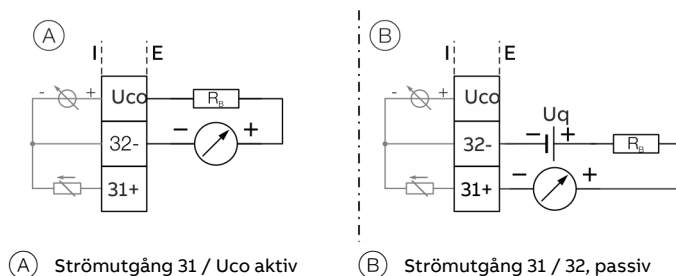 A
I E
- +
Uco
R_B
32-
- +
31+
B
I E
- +
Uco
Uq
- +
32-
R_B
31+
- +
A Strömutgång 31 / Uco aktiv
B Strömutgång 31 / 32, passiv